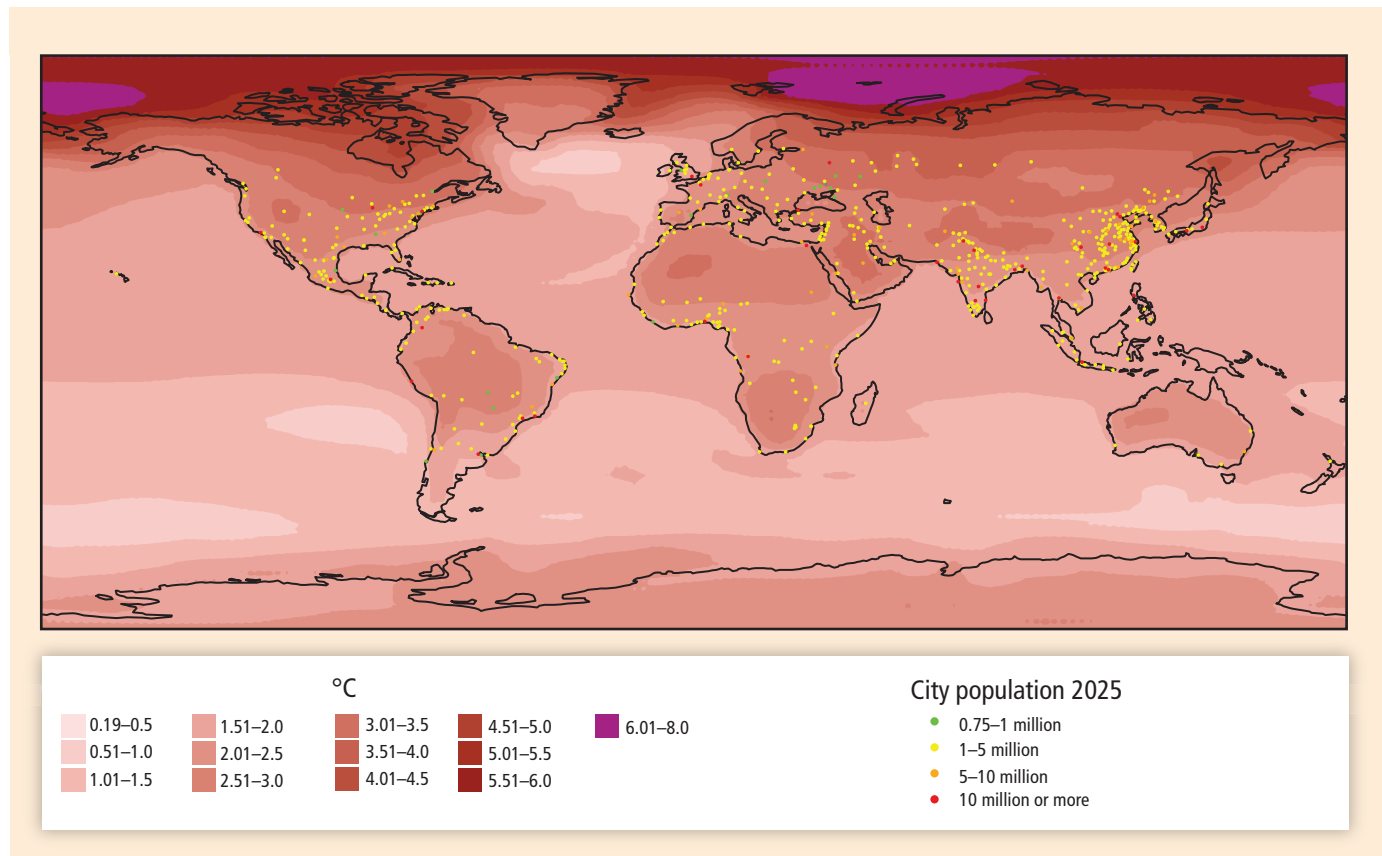 °C
0.19–0.5
0.51–1.0
1.01–1.5
1.51–2.0
2.01–2.5
2.51–3.0
3.01–3.5
3.51–4.0
4.01–4.5
4.51–5.0
5.01–5.5
5.51–6.0
6.01–8.0
City population 2025
0.75–1 million
1–5 million
5–10 million
10 million or more